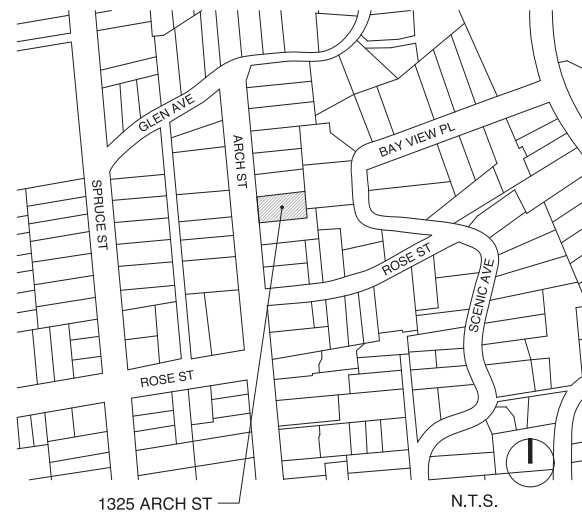 GLEN AVE
ARCH ST
BAY VIEW PL
SPRUCE ST
ROSE ST
SCENIC AVE
ROSE ST
1325 ARCH ST
N.T.S.